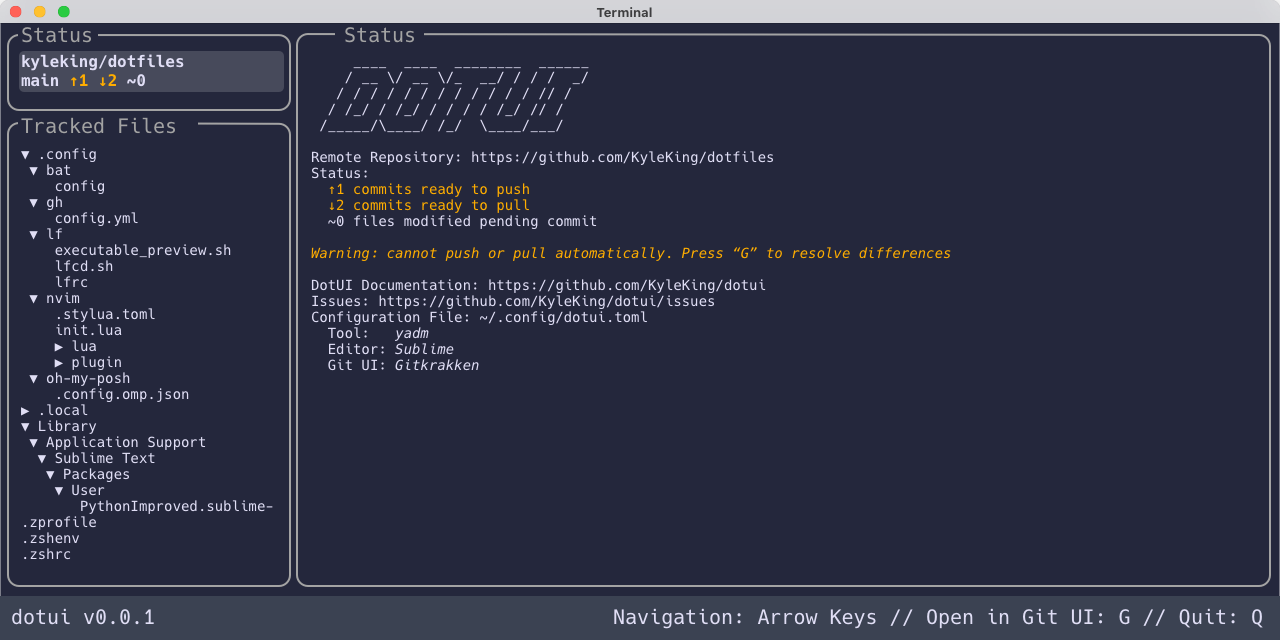 Terminal
Status
kyleking/dotfiles
main ↑1 ↓2 ~0
Tracked Files
▼ .config
▼ bat
config
▼ gh
config.yml
▼ lf
executable_preview.sh
lfcd.sh
lfrc
▼ nvim
.stylua.toml
init.lua
▶ lua
▶ plugin
▼ oh-my-posh
.config.omp.json
▶ .local
▼ Library
▼ Application Support
▼ Sublime Text
▼ Packages
▼ User
PythonImproved.sublime-
.zprofile
.zshenv
.zshrc
Status
dotui
Remote Repository: https://github.com/KyleKing/dotfiles
Status:
↑1 commits ready to push
↓2 commits ready to pull
~0 files modified pending commit
Warning: cannot push or pull automatically. Press “G” to resolve differences
DotUI Documentation: https://github.com/KyleKing/dotui
Issues: https://github.com/KyleKing/dotui/issues
Configuration File: ~/.config/dotui.toml
Tool: yadm
Editor: Sublime
Git UI: Gitkrakken
dotui v0.0.1
Navigation: Arrow Keys // Open in Git UI: G // Quit: Q